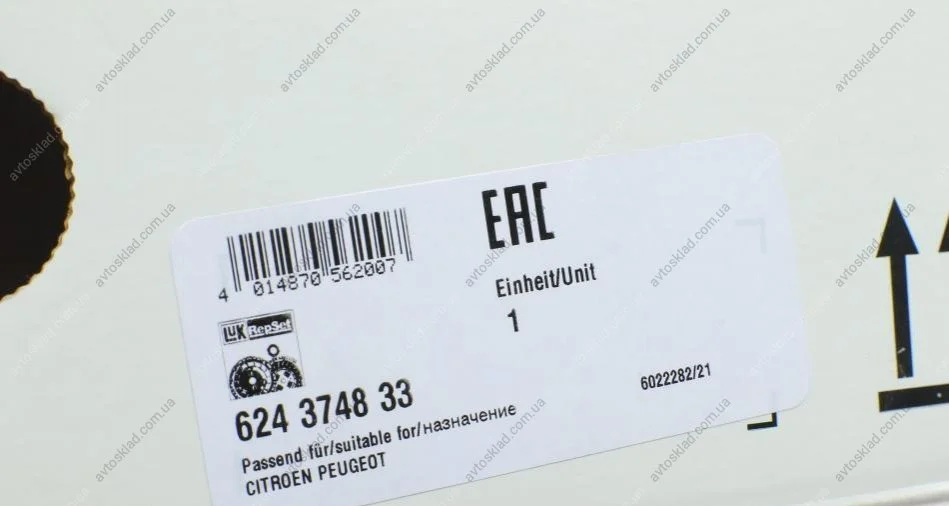 4 014870 562007
EAC
Einheit/Unit
1
LuK RepSet
624 3748 33
6022282/21
Passend für/suitable for/назначение
CITROEN PEUGEOT
avtosklad.com.ua